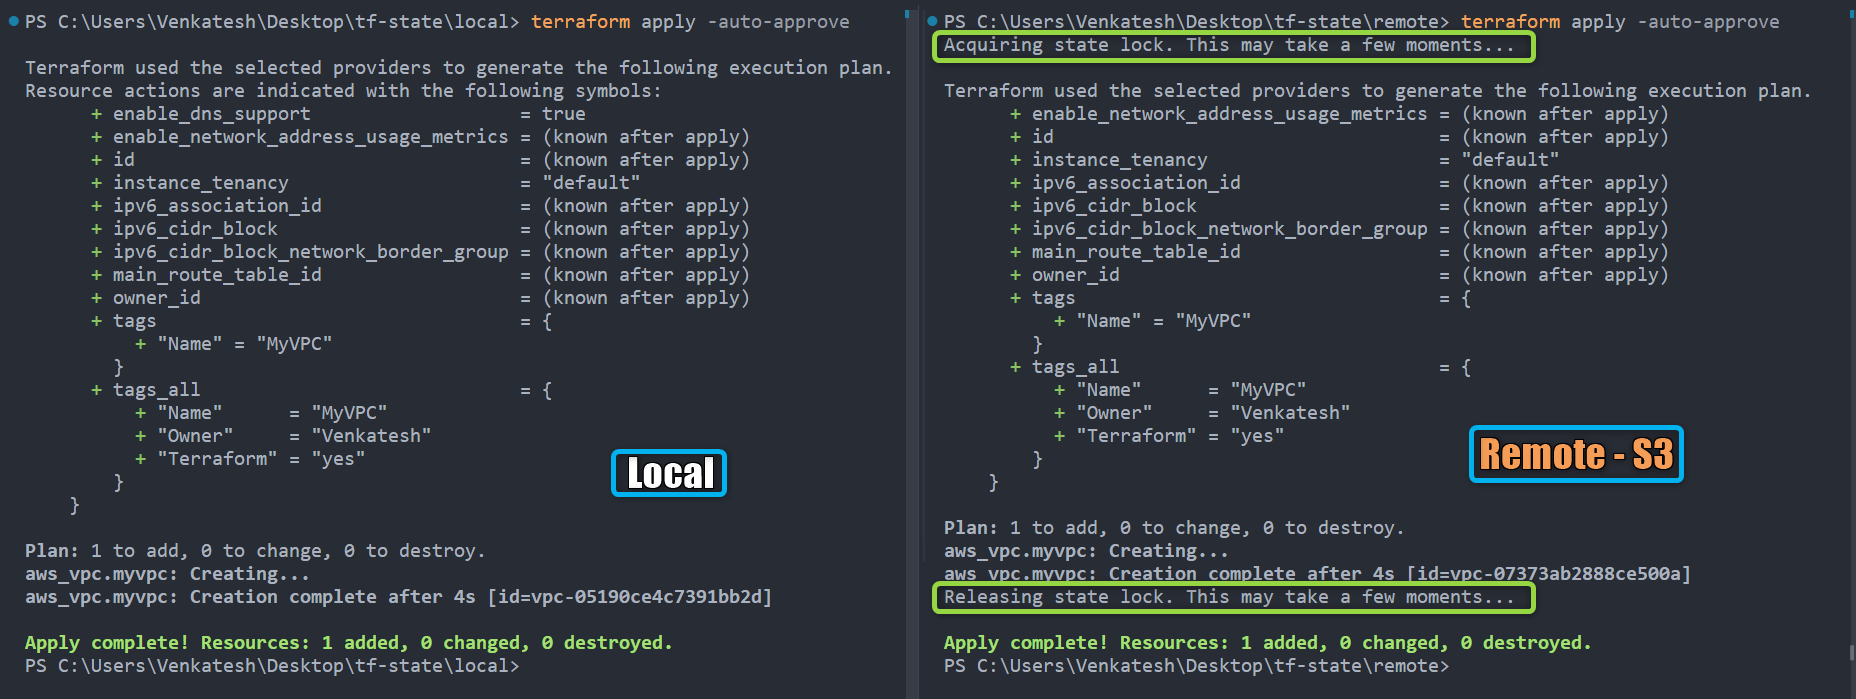 PS C:\Users\Venkatesh\Desktop\tf-state\local> terraform apply -auto-approve

Terraform used the selected providers to generate the following execution plan.
Resource actions are indicated with the following symbols:
      + enable_dns_support                   = true
      + enable_network_address_usage_metrics = (known after apply)
      + id                                   = (known after apply)
      + instance_tenancy                     = "default"
      + ipv6_association_id                  = (known after apply)
      + ipv6_cidr_block                      = (known after apply)
      + ipv6_cidr_block_network_border_group = (known after apply)
      + main_route_table_id                  = (known after apply)
      + owner_id                             = (known after apply)
      + tags                                 = {
          + "Name" = "MyVPC"
        }
      + tags_all                             = {
          + "Name"      = "MyVPC"
          + "Owner"     = "Venkatesh"
          + "Terraform" = "yes"
        }
    }
Local

Plan: 1 to add, 0 to change, 0 to destroy.
aws_vpc.myvpc: Creating...
aws_vpc.myvpc: Creation complete after 4s [id=vpc-05190ce4c7391bb2d]

Apply complete! Resources: 1 added, 0 changed, 0 destroyed.
PS C:\Users\Venkatesh\Desktop\tf-state\local>

PS C:\Users\Venkatesh\Desktop\tf-state\remote> terraform apply -auto-approve
Acquiring state lock. This may take a few moments...

Terraform used the selected providers to generate the following execution plan.
      + enable_network_address_usage_metrics = (known after apply)
      + id                                   = (known after apply)
      + instance_tenancy                     = "default"
      + ipv6_association_id                  = (known after apply)
      + ipv6_cidr_block                      = (known after apply)
      + ipv6_cidr_block_network_border_group = (known after apply)
      + main_route_table_id                  = (known after apply)
      + owner_id                             = (known after apply)
      + tags                                 = {
          + "Name" = "MyVPC"
        }
      + tags_all                             = {
          + "Name"      = "MyVPC"
          + "Owner"     = "Venkatesh"
          + "Terraform" = "yes"
        }
    }
Remote - S3

Plan: 1 to add, 0 to change, 0 to destroy.
aws_vpc.myvpc: Creating...
aws_vpc.myvpc: Creation complete after 4s [id=vpc-07373ab2888ce500a]
Releasing state lock. This may take a few moments...

Apply complete! Resources: 1 added, 0 changed, 0 destroyed.
PS C:\Users\Venkatesh\Desktop\tf-state\remote>